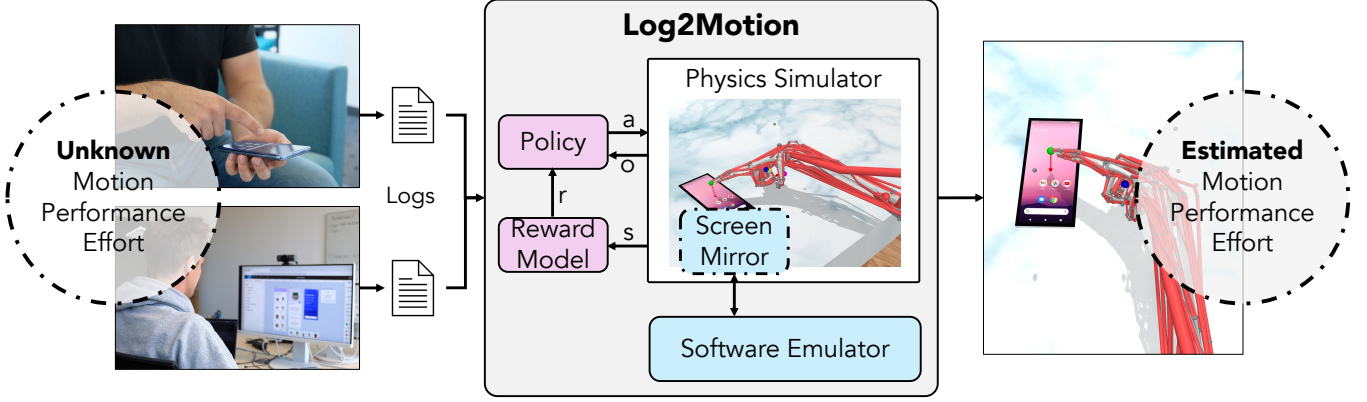 Log2Motion
Unknown
Motion
Performance
Effort
Logs
Policy
a
o
r
s
Reward
Model
Physics Simulator
Screen
Mirror
Software Emulator
Estimated
Motion
Performance
Effort